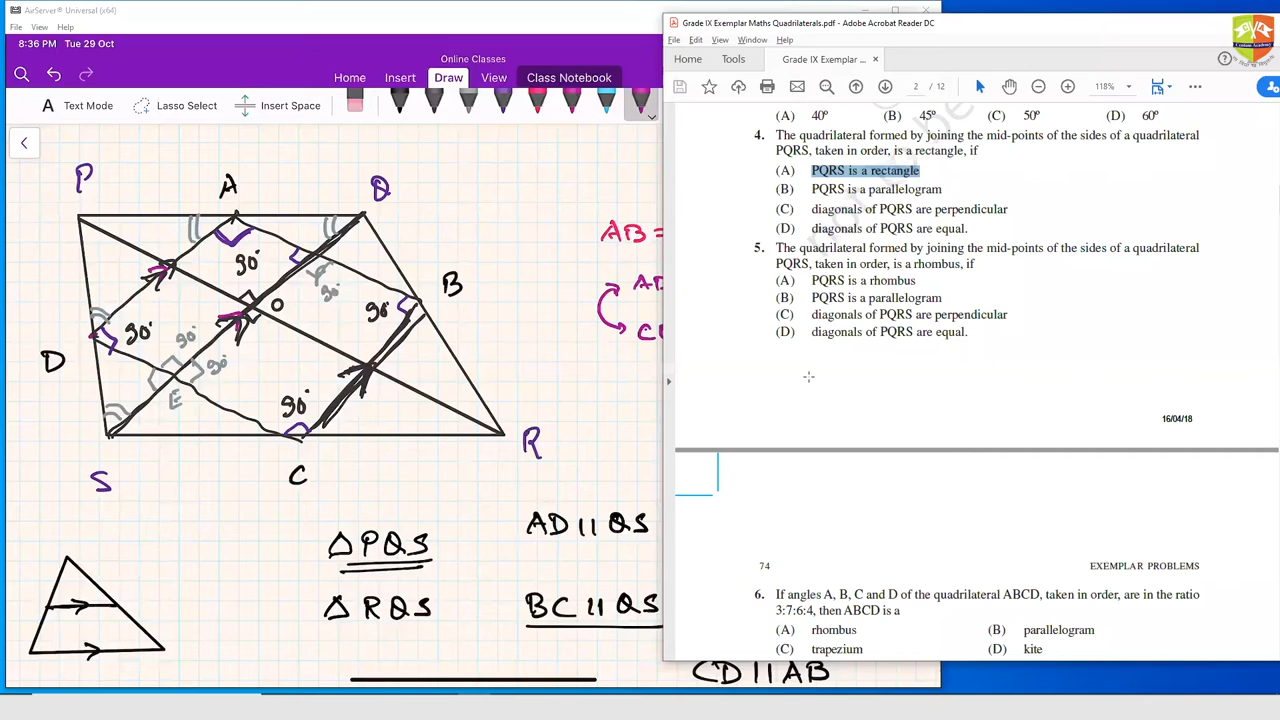 AirServer® Universal (x64)
File View Help
8:36 PM Tue 29 Oct
Online Classes
Home Insert Draw View Class Notebook
A Text Mode Lasso Select Insert Space
P A Q
90°
90°
B
O
90°
D 90° 90°
90°
E
90°
R
S C
AB =
AD
CD
△PQS AD || QS
△RQS BC || QS
CD || AB
Grade IX Exemplar Maths Quadrilaterals.pdf - Adobe Acrobat Reader DC
File Edit View Window Help
Home Tools Grade IX Exemplar ... ×
2 / 12 118%
(A) 40° (B) 45° (C) 50° (D) 60°
4. The quadrilateral formed by joining the mid-points of the sides of a quadrilateral
PQRS, taken in order, is a rectangle, if
(A) PQRS is a rectangle
(B) PQRS is a parallelogram
(C) diagonals of PQRS are perpendicular
(D) diagonals of PQRS are equal.
5. The quadrilateral formed by joining the mid-points of the sides of a quadrilateral
PQRS, taken in order, is a rhombus, if
(A) PQRS is a rhombus
(B) PQRS is a parallelogram
(C) diagonals of PQRS are perpendicular
(D) diagonals of PQRS are equal.
16/04/18
74 EXEMPLAR PROBLEMS
6. If angles A, B, C and D of the quadrilateral ABCD, taken in order, are in the ratio
3:7:6:4, then ABCD is a
(A) rhombus (B) parallelogram
(C) trapezium (D) kite